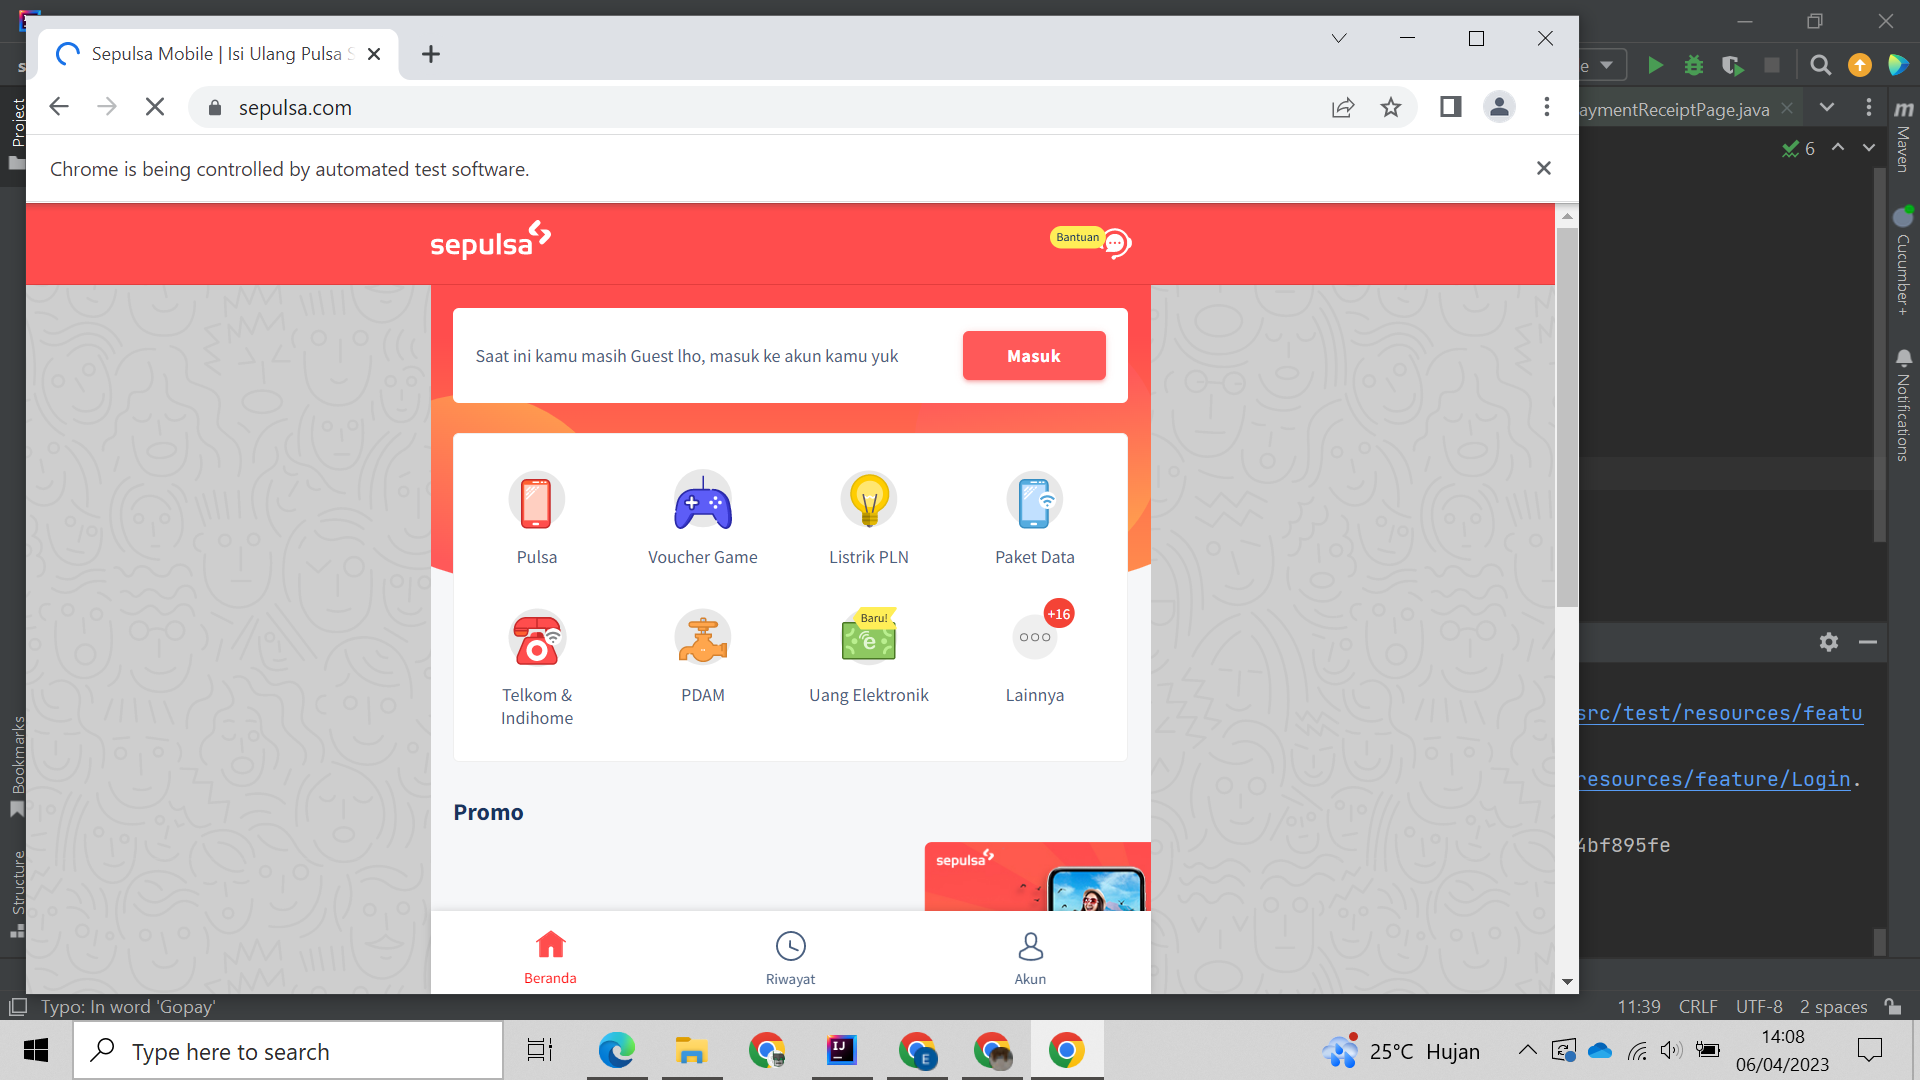 Sepulsa Mobile | Isi Ulang Pulsa S
sepulsa.com
Chrome is being controlled by automated test software.
sepulsa
Bantuan
Saat ini kamu masih Guest lho, masuk ke akun kamu yuk
Masuk
Pulsa
Voucher Game
Listrik PLN
Paket Data
Baru!
e
+16
Telkom &
Indihome
PDAM
Uang Elektronik
Lainnya
Promo
sepulsa
Beranda
Riwayat
Akun
Project
Bookmarks
Structure
e
aymentReceiptPage.java
6
m
Maven
Cucumber+
Notifications
src/test/resources/featu
resources/feature/Login.
4bf895fe
Typo: In word 'Gopay'
11:39 CRLF UTF-8 2 spaces
Type here to search
IJ
E
25°C Hujan
14:08
06/04/2023